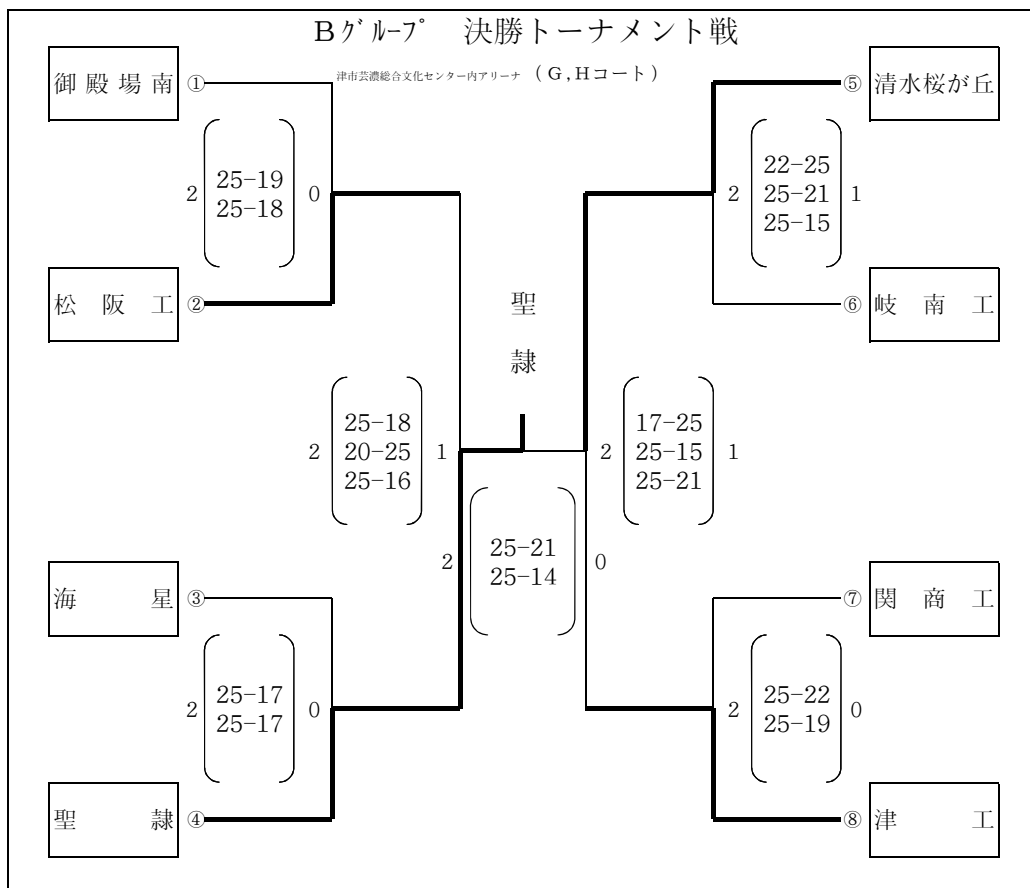 Bｸﾞﾙｰﾌﾟ 決勝トーナメント戦
津市芸濃総合文化センター内アリーナ (G,Hコート)
御殿場南 ①
2 25-19 0
25-18
松阪工 ②
2 25-18 1
20-25
25-16
海星 ③
2 25-17 0
25-17
聖隷 ④
聖隷
2 25-21 0
25-14
⑤ 清水桜が丘
2 22-25 1
25-21
25-15
⑥ 岐南工
2 17-25 1
25-15
25-21
⑦ 関商工
2 25-22 0
25-19
⑧ 津工